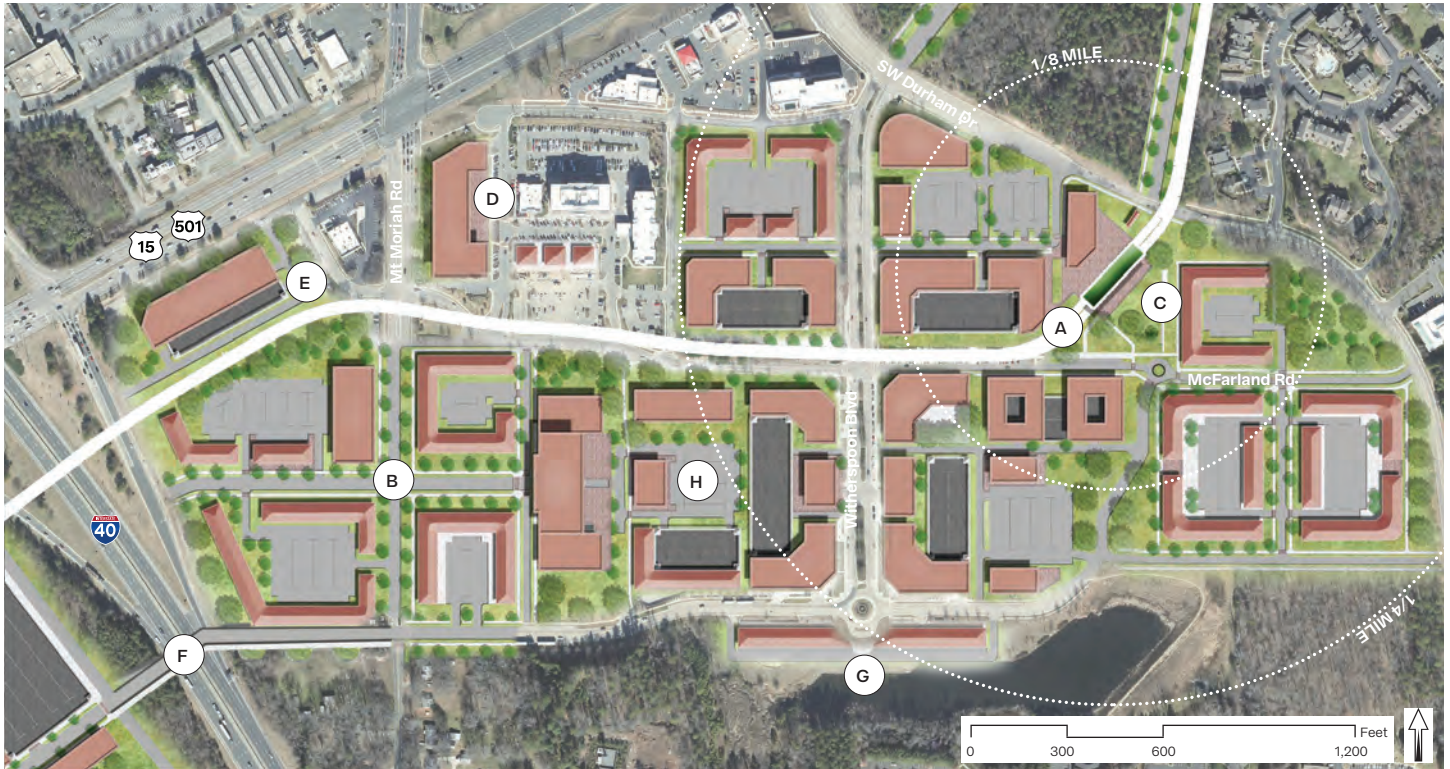 1/8 MILE
SW Durham Dr
D
Mt Moriah Rd
501
15
E
C
A
McFarland Rd
Witherspoon Blvd
B
H
INTERSTATE
40
1/4 MILE
F
G
Feet
0 300 600 1,200